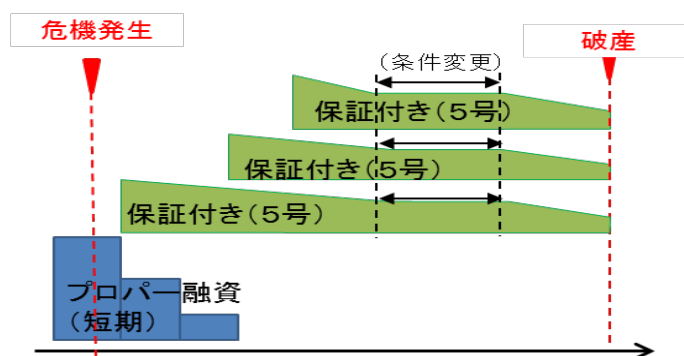 危機発生
破産
(条件変更)
保証付き(5号)
保証付き(5号)
保証付き(5号)
プロパー融資
(短期)